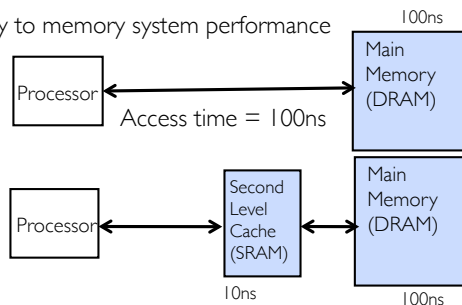 y to memory system performance
100ns
Main
Memory
(DRAM)
Processor
Access time = 100ns
Main
Memory
(DRAM)
Second
Level
Cache
(SRAM)
Processor
10ns
100ns